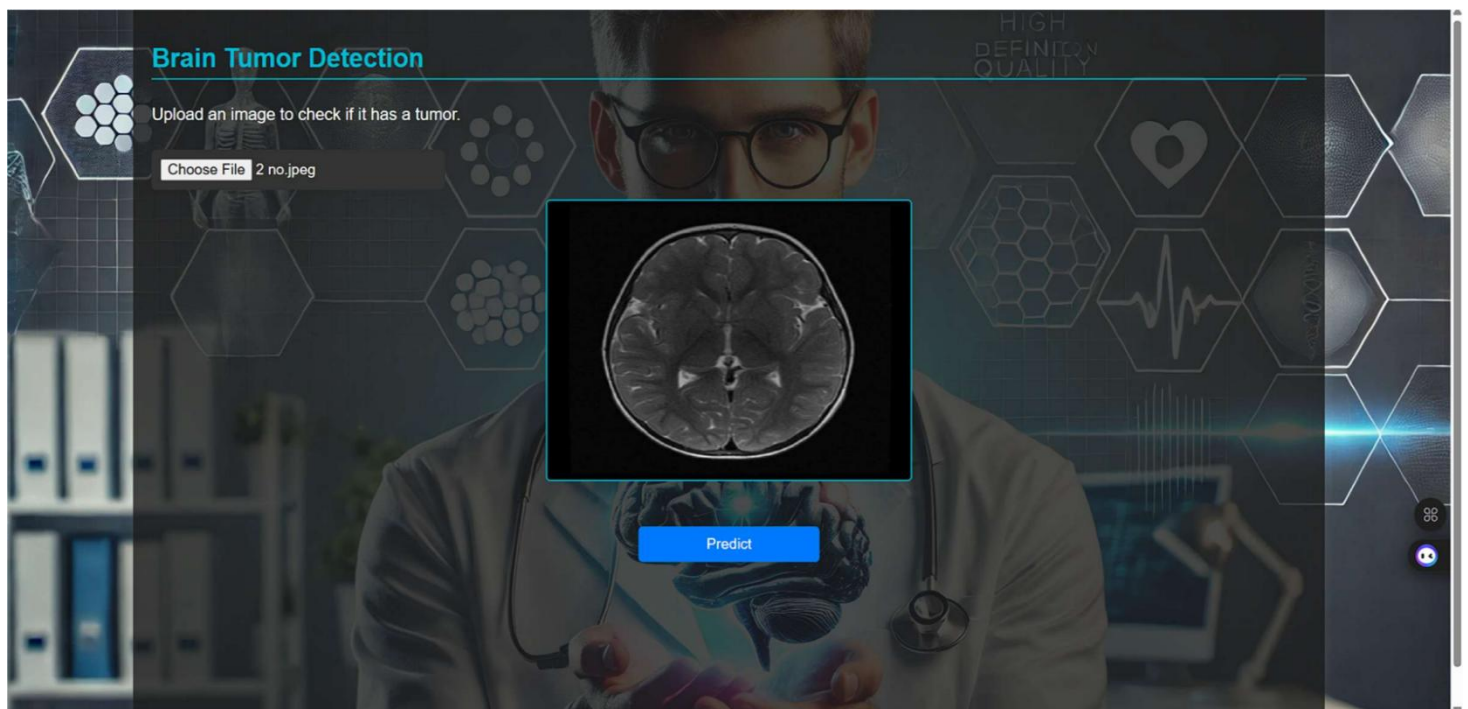 HIGH
DEFINITION
QUALITY
Brain Tumor Detection
Upload an image to check if it has a tumor.
Choose File 2 no.jpeg
Predict